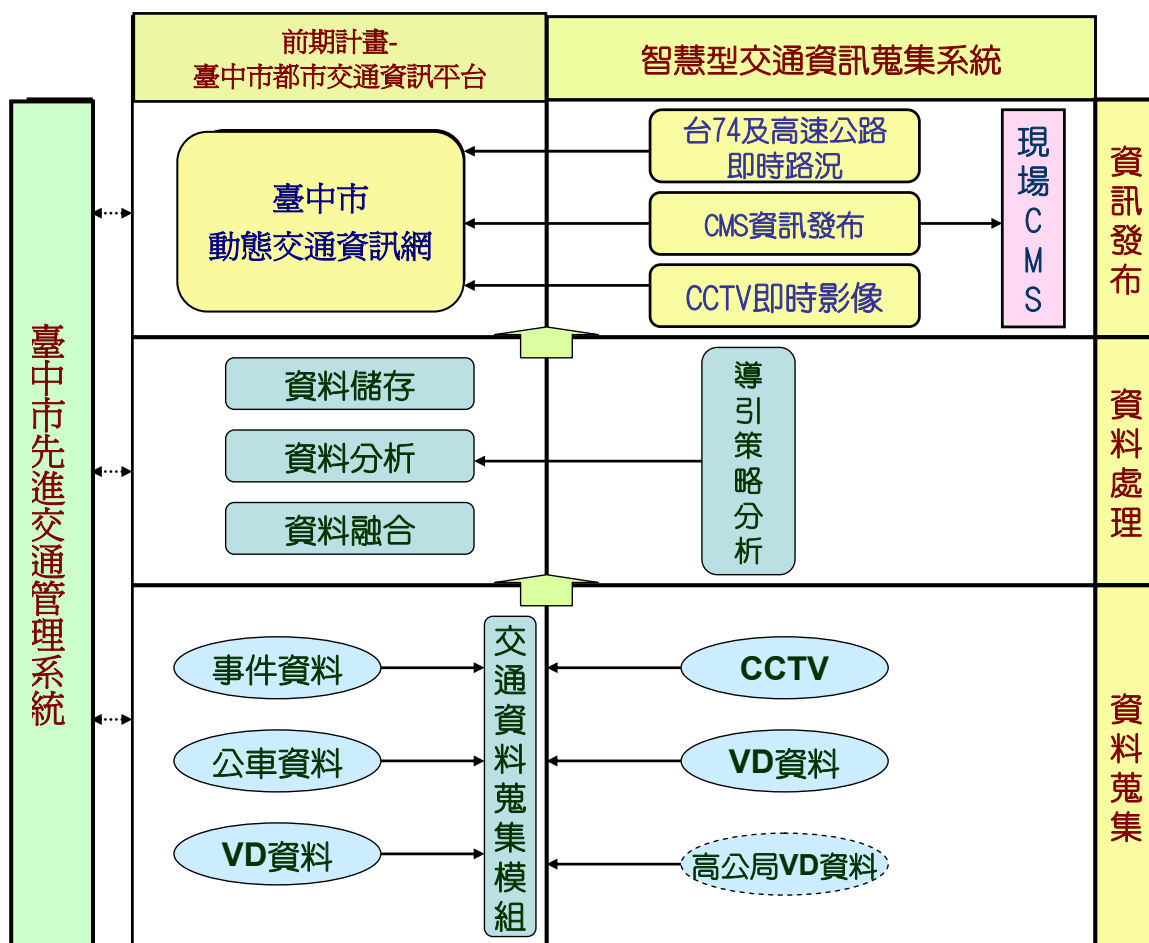 前期計畫-
臺中市都市交通資訊平台
智慧型交通資訊蒐集系統
臺中市先進交通管理系統
臺中市
動態交通資訊網
台74及高速公路
即時路況
CMS資訊發布
CCTV即時影像
現場CMS
資訊發布
資料儲存
資料分析
資料融合
導引策略分析
資料處理
事件資料
公車資料
VD資料
交通資料蒐集模組
CCTV
VD資料
高公局VD資料
資料蒐集